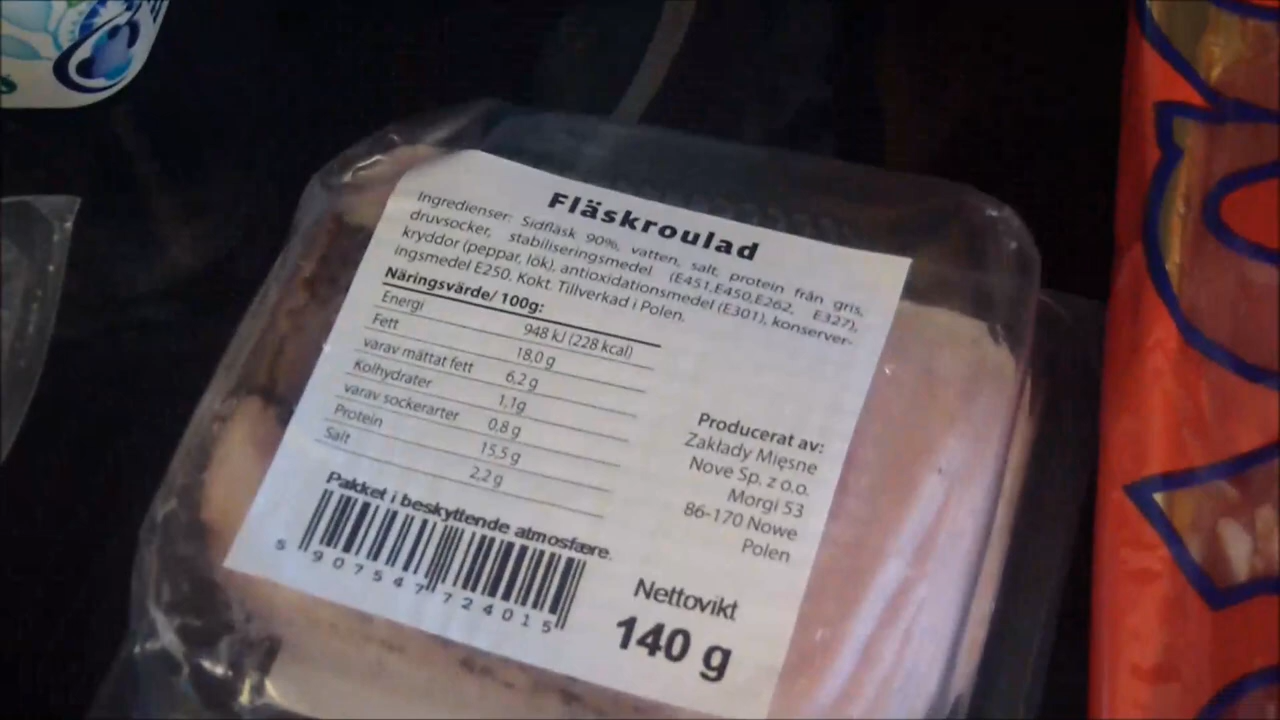 Fläskroulad
Ingredienser: Sidfläsk 90%, vatten, salt, protein från gris,
druvsocker, stabiliseringsmedel (E451,E450,E262, E327),
kryddor (peppar, lök), antioxidationsmedel (E301), konserver-
ingsmedel E250. Kokt. Tillverkad i Polen.
Näringsvärde/ 100g:
Energi 948 kJ (228 kcal)
Fett 18,0 g
varav mättat fett 6,2 g
Kolhydrater 1,1g
varav sockerarter 0,8 g
Protein 15,5 g
Salt 2,2 g
Pakket i beskyttende atmosfære.
5 907547 724015
Producerat av:
Zakłady Mięsne
Nove Sp. z o.o.
Morgi 53
86-170 Nowe
Polen
Nettovikt
140 g